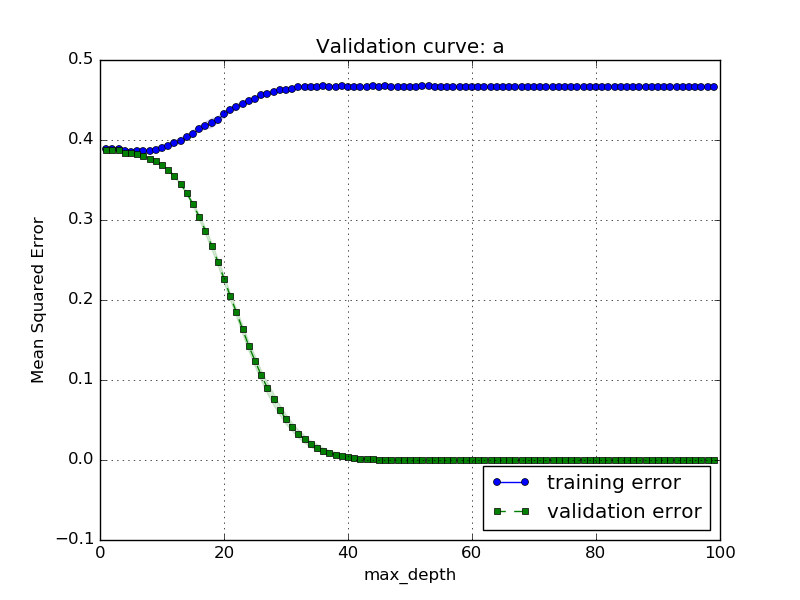 Validation curve: a
0.5
0.4
0.3
0.2
0.1
0.0
−0.1
Mean Squared Error
training error
validation error
0 20 40 60 80 100
max_depth